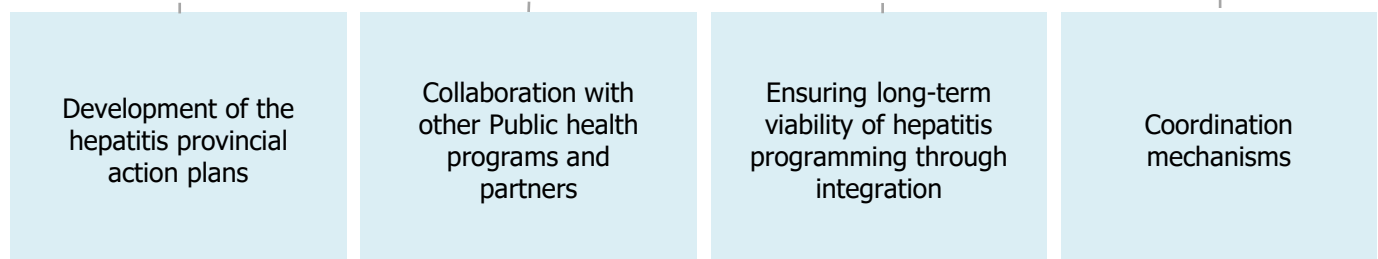 Development of the
hepatitis provincial
action plans
Collaboration with
other Public health
programs and
partners
Ensuring long-term
viability of hepatitis
programming through
integration
Coordination
mechanisms